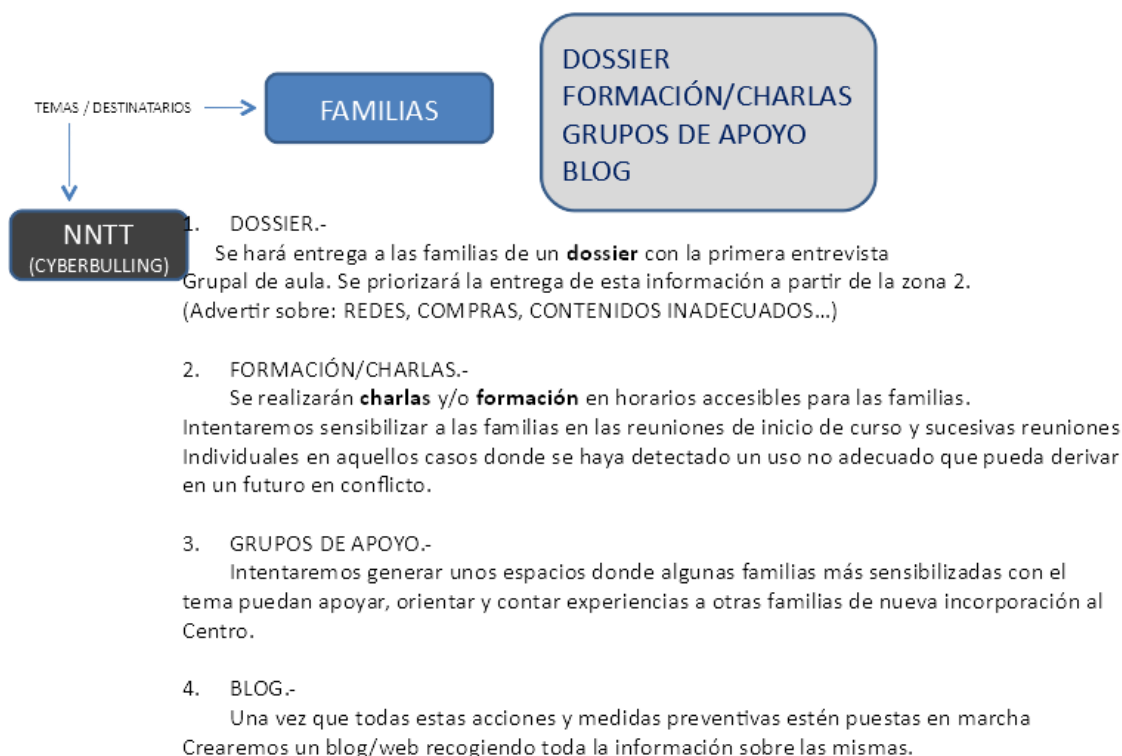 DOSSIER
FORMACIÓN/CHARLAS
GRUPOS DE APOYO
BLOG
TEMAS / DESTINATARIOS
FAMILIAS
NNTT
(CYBERBULLING)
1. DOSSIER.-
Se hará entrega a las familias de un dossier con la primera entrevista
Grupal de aula. Se priorizará la entrega de esta información a partir de la zona 2.
(Advertir sobre: REDES, COMPRAS, CONTENIDOS INADECUADOS...)
2. FORMACIÓN/CHARLAS.-
Se realizarán charlas y/o formación en horarios accesibles para las familias.
Intentaremos sensibilizar a las familias en las reuniones de inicio de curso y sucesivas reuniones
Individuales en aquellos casos donde se haya detectado un uso no adecuado que pueda derivar
en un futuro en conflicto.
3. GRUPOS DE APOYO.-
Intentaremos generar unos espacios donde algunas familias más sensibilizadas con el
tema puedan apoyar, orientar y contar experiencias a otras familias de nueva incorporación al
Centro.
4. BLOG.-
Una vez que todas estas acciones y medidas preventivas estén puestas en marcha
Crearemos un blog/web recogiendo toda la información sobre las mismas.